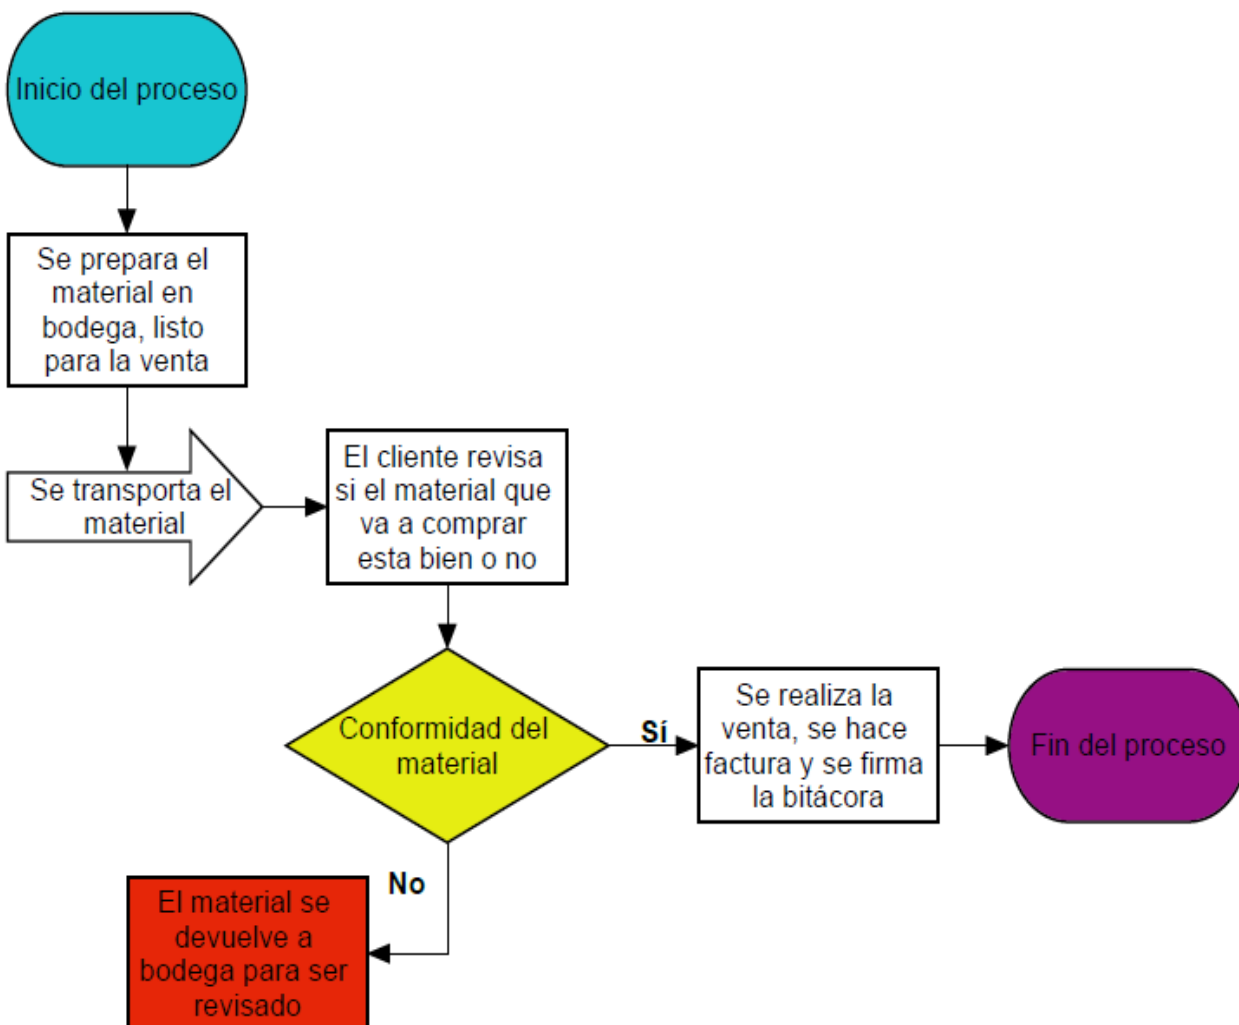 Inicio del proceso
Se prepara el
material en
bodega, listo
para la venta
Se transporta el
material
El cliente revisa
si el material que
va a comprar
esta bien o no
Conformidad del
material
Sí
Se realiza la
venta, se hace
factura y se firma
la bitácora
Fin del proceso
No
El material se
devuelve a
bodega para ser
revisado